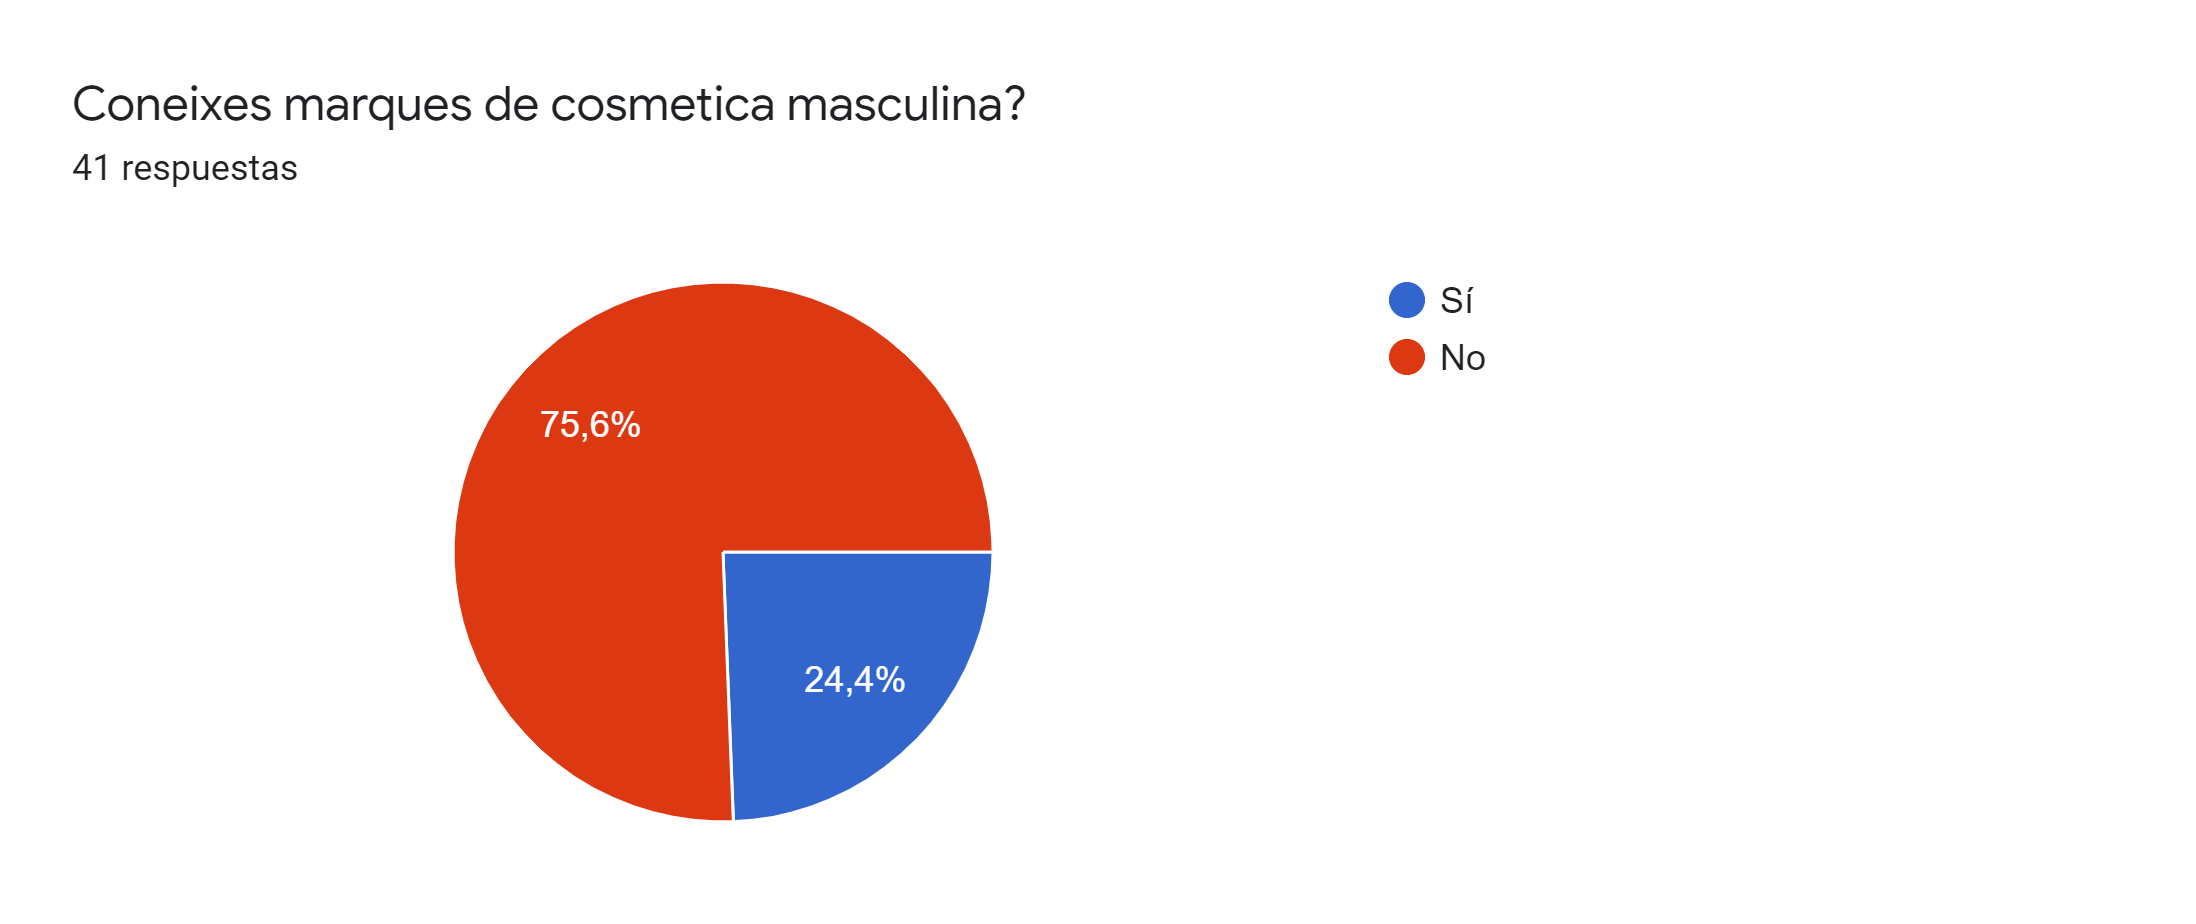 Coneixes marques de cosmetica masculina?
41 respuestas
Sí
No
75,6%
24,4%